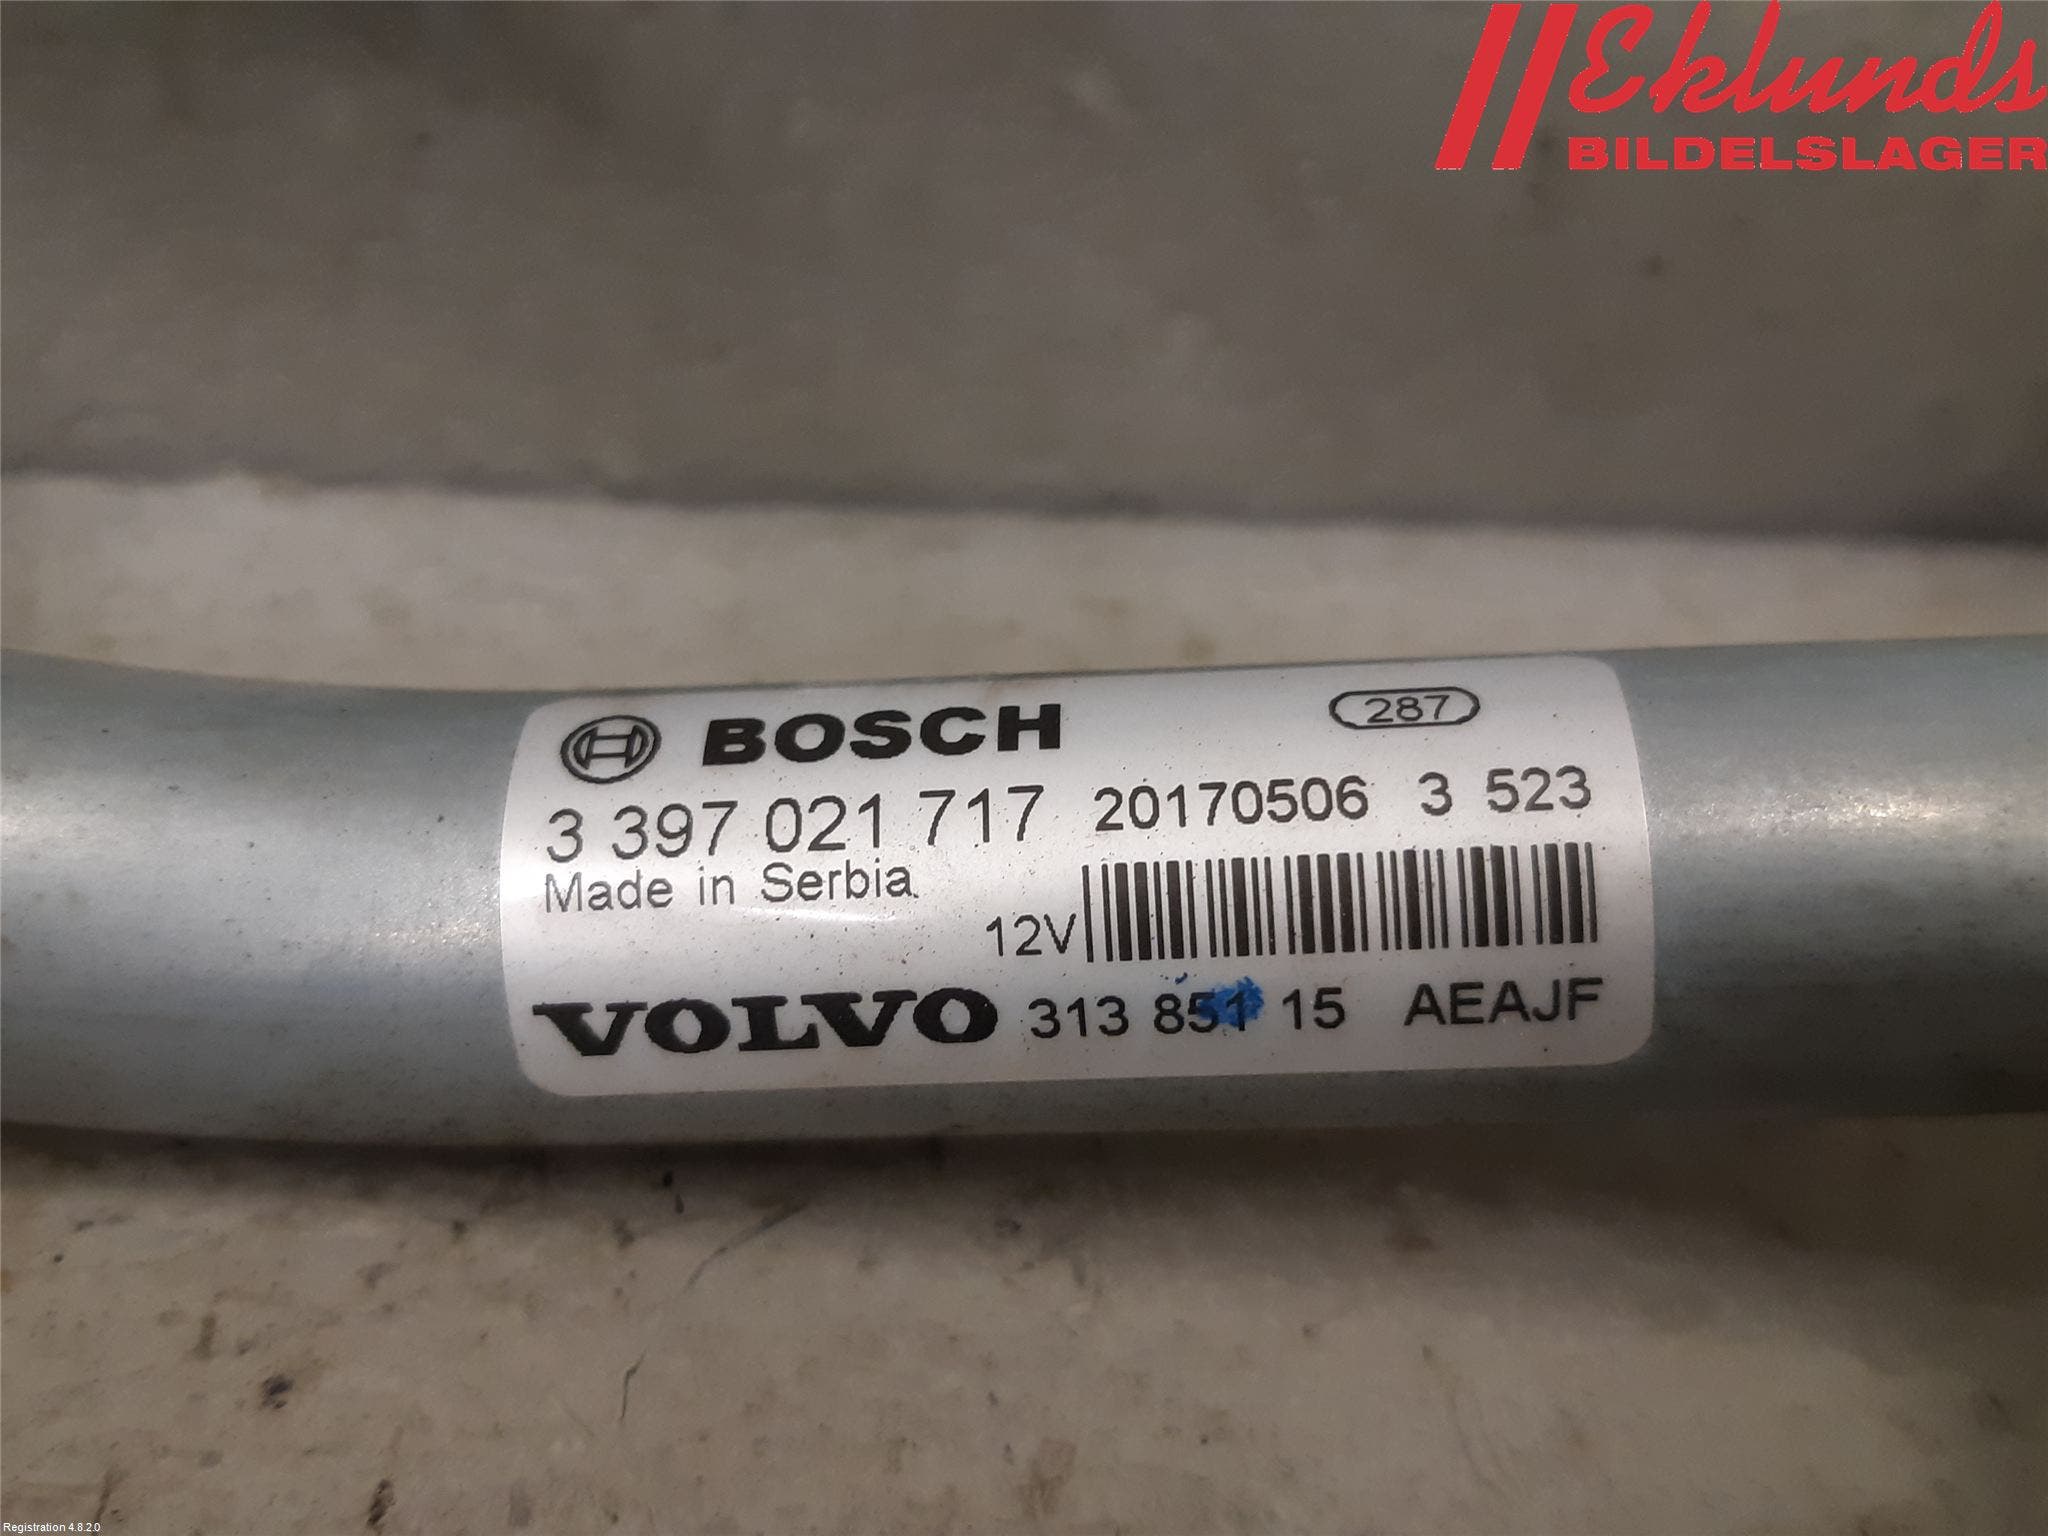 Eklunds
BILDELSLAGER
BOSCH 287
3 397 021 717 20170506 3 523
Made in Serbia
12V
VOLVO 313 851 15 AEAJF
Registration 4.8.2.0